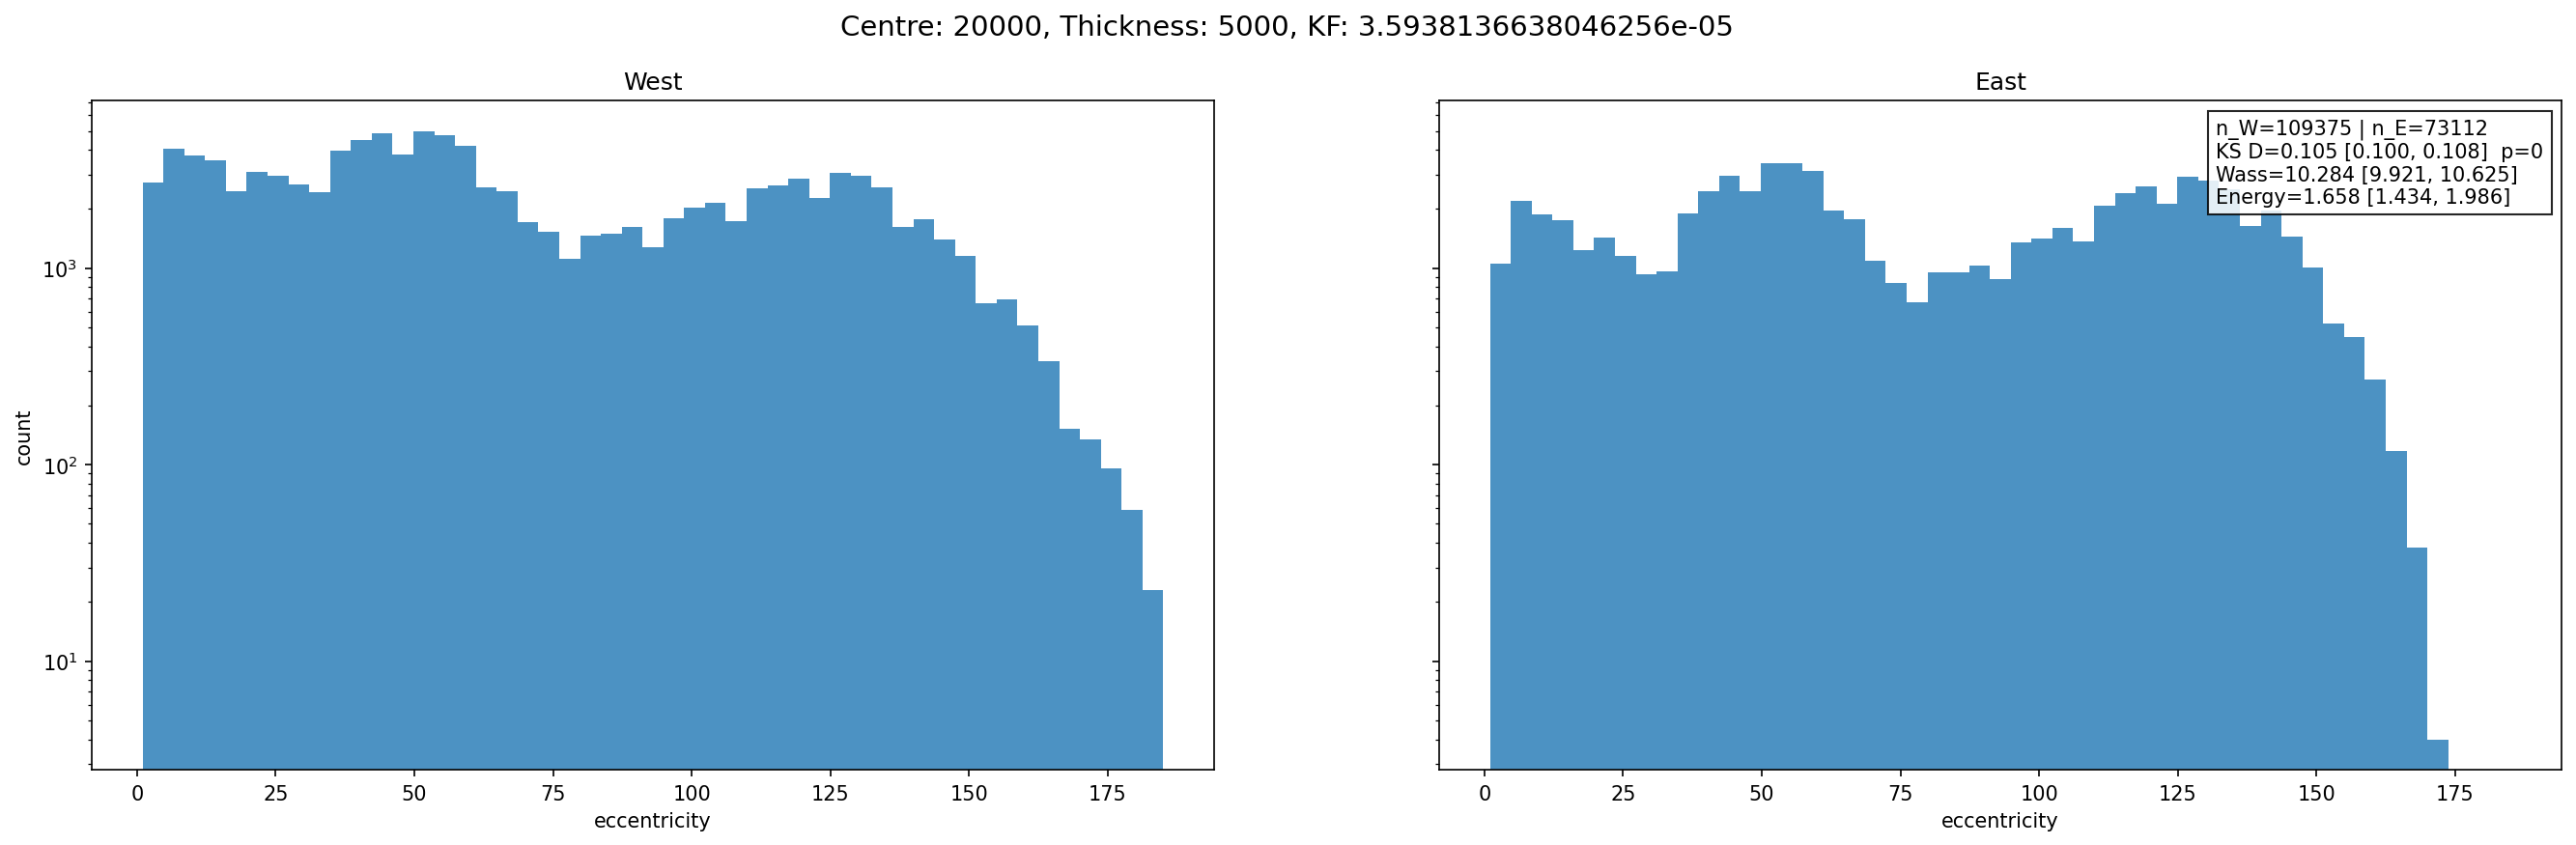 Centre: 20000, Thickness: 5000, KF: 3.5938136638046256e-05
West
East
n_W=109375 | n_E=73112
KS D=0.105 [0.100, 0.108]  p=0
Wass=10.284 [9.921, 10.625]
Energy=1.658 [1.434, 1.986]
10³
10²
10¹
count
0 25 50 75 100 125 150 175
0 25 50 75 100 125 150 175
eccentricity
eccentricity